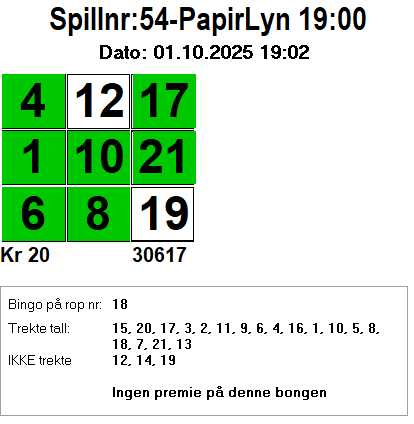 Spillnr:54-PapirLyn 19:00
Dato: 01.10.2025 19:02
4 12 17
1 10 21
6 8 19
Kr 20 30617
Bingo på rop nr: 18
Trekte tall: 15, 20, 17, 3, 2, 11, 9, 6, 4, 16, 1, 10, 5, 8,
18, 7, 21, 13
IKKE trekte 12, 14, 19
Ingen premie på denne bongen